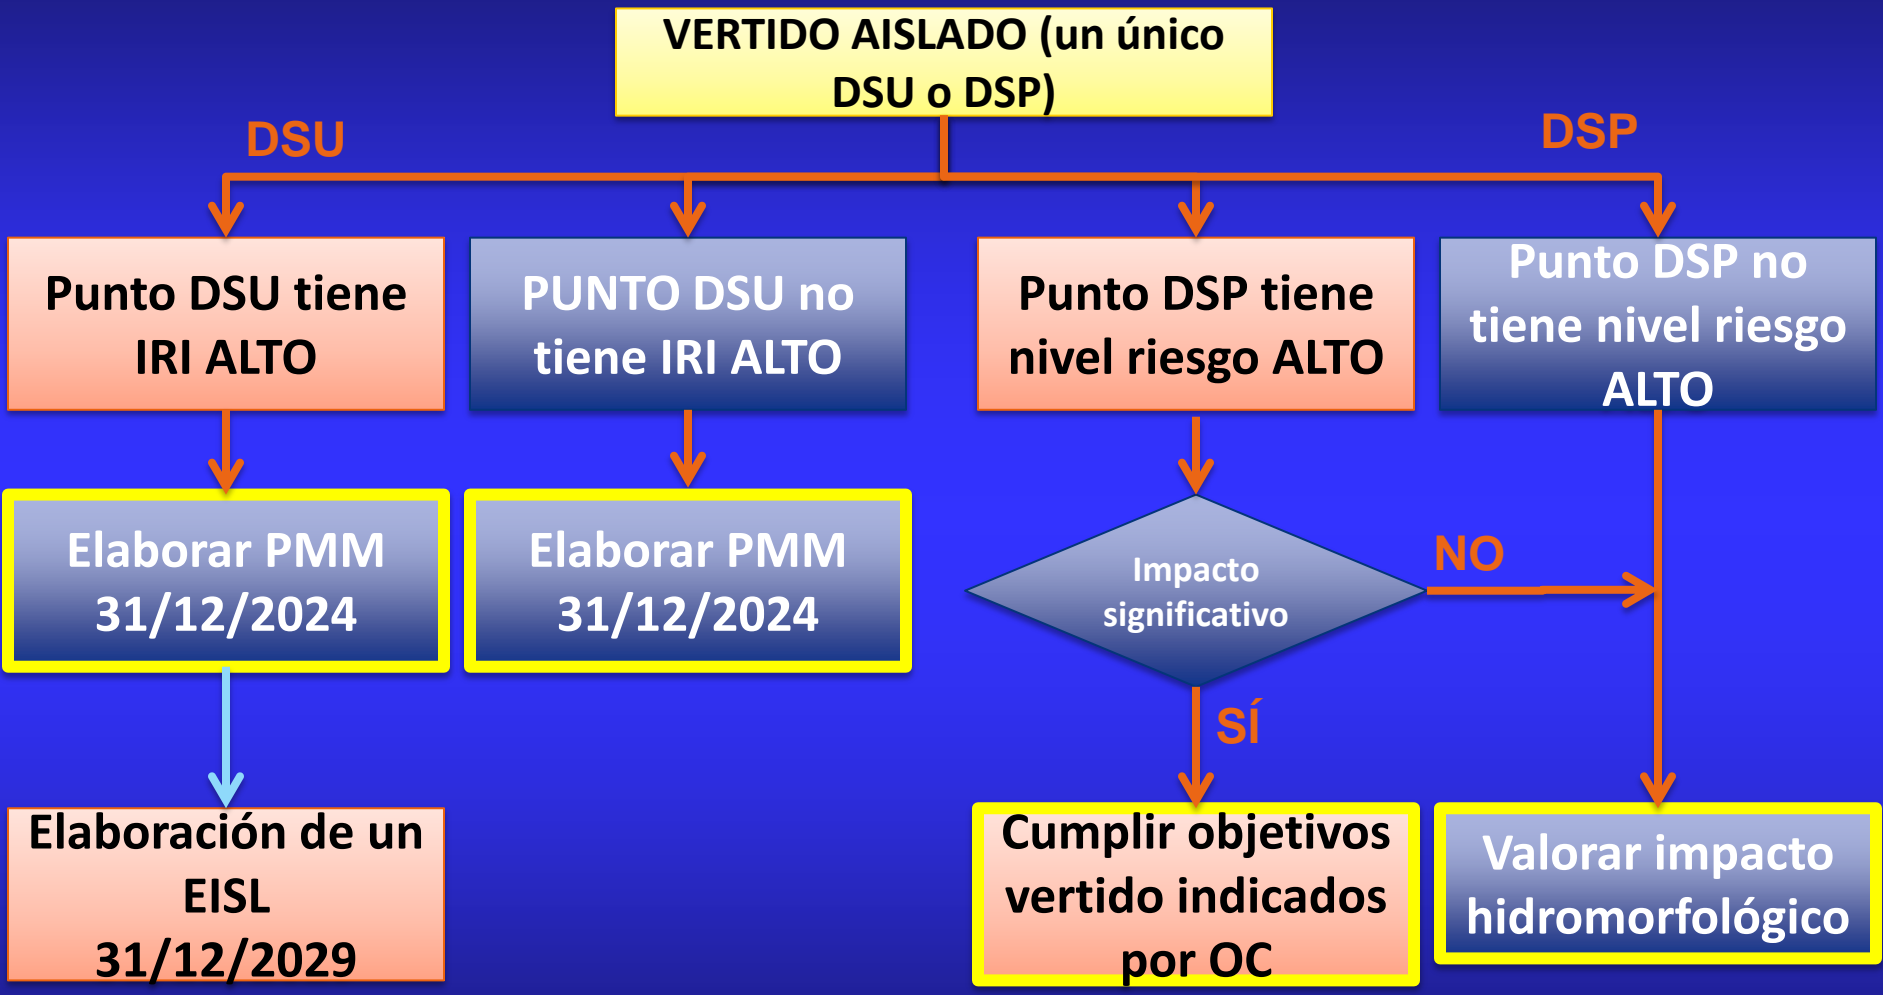 VERTIDO AISLADO (un único
DSU o DSP)
DSU
DSP
Punto DSU tiene
IRI ALTO
PUNTO DSU no
tiene IRI ALTO
Punto DSP tiene
nivel riesgo ALTO
Punto DSP no
tiene nivel riesgo
ALTO
Elaborar PMM
31/12/2024
Elaborar PMM
31/12/2024
Impacto
significativo
NO
SÍ
Elaboración de un
EISL
31/12/2029
Cumplir objetivos
vertido indicados
por OC
Valorar impacto
hidromorfológico